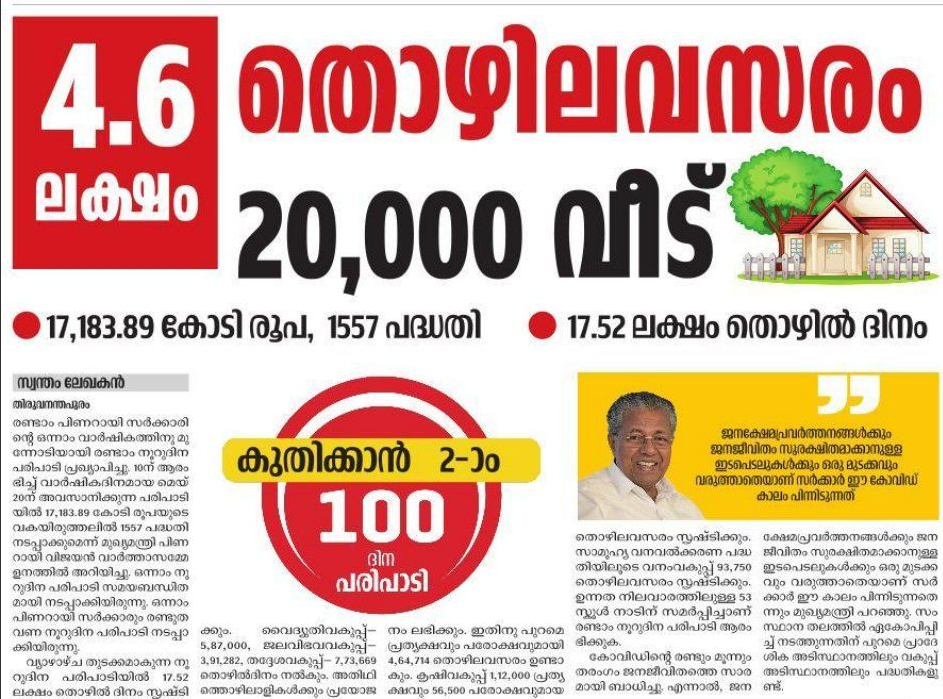 4.6
ലക്ഷം
തൊഴിലവസരം
20,000 വീട്
17,183.89 കോടി രൂപ, 1557 പദ്ധതി
17.52 ലക്ഷം തൊഴിൽ ദിനം
സ്വന്തം ലേഖകൻ
തിരുവനന്തപുരം
രണ്ടാം പിണറായി സർക്കാരി
ന്റെ ഒന്നാം വാർഷികത്തിനു മു
ന്നോടിയായി രണ്ടാം നൂറുദിന
പരിപാടി പ്രഖ്യാപിച്ചു. 10ന് ആരം
ഭിച്ച് വാർഷികദിനമായ മെയ്
20ന് അവസാനിക്കുന്ന പരിപാടി
യിൽ 17,183.89 കോടി രൂപയുടെ
വകയിരുത്തലിൽ 1557 പദ്ധതി
നടപ്പാക്കുമെന്ന് മുഖ്യമന്ത്രി പിണ
റായി വിജയൻ വാർത്താസമ്മേ
ളനത്തിൽ അറിയിച്ചു. ഒന്നാം നൂ
റുദിന പരിപാടി സമയബന്ധിത
മായി നടപ്പാക്കിയിരുന്നു. ഒന്നാം
പിണറായി സർക്കാരും രണ്ടുത
വണ നൂറുദിന പരിപാടി നടപ്പാ
ക്കിയിരുന്നു.
വ്യാഴാഴ്ച തുടക്കമാകുന്ന നൂ
റുദിന പരിപാടിയിൽ 17.52
ലക്ഷം തൊഴിൽ ദിനം സൃഷ്ടി
കുതിക്കാൻ 2-ാം
100
ദിന
പരിപാടി
ക്കും. വൈദ്യുതിവകുപ്പ്–
5,87,000, ജലവിഭവവകുപ്പ്–
3,91,282, തദ്ദേശവകുപ്പ്– 7,73,669
തൊഴിൽദിനം നൽകും. അതിഥി
ത്തൊഴിലാളികൾക്കും പ്രയോജ
നം ലഭിക്കും. ഇതിനു പുറമെ
പ്രത്യക്ഷവും പരോക്ഷവുമായി
4,64,714 തൊഴിലവസരം ഉണ്ടാ
കും. കൃഷിവകുപ്പ് 1,12,000 പ്രത്യ
ക്ഷവും 56,500 പരോക്ഷവുമായ
ജനക്ഷേമപ്രവർത്തനങ്ങൾക്കും
ജനജീവിതം സുരക്ഷിതമാക്കാനുള്ള
ഇടപെടലുകൾക്കും ഒരു മുടക്കവും
വരുത്താതെയാണ് സർക്കാർ ഈ കോവിഡ്
കാലം പിന്നിടുന്നത്
തൊഴിലവസരം സൃഷ്ടിക്കും.
സാമൂഹ്യ വനവൽക്കരണ പദ്ധ
തിയിലൂടെ വനംവകുപ്പ് 93,750
തൊഴിലവസരം സൃഷ്ടിക്കും.
ഉന്നത നിലവാരത്തിലുള്ള 53
സ്കൂൾ നാടിന് സമർപ്പിച്ചാണ്
രണ്ടാം നൂറുദിന പരിപാടി ആരം
ഭിക്കുക.
കോവിഡിന്റെ രണ്ടും മൂന്നും
തരംഗം ജനജീവിതത്തെ സാര
മായി ബാധിച്ചു. എന്നാൽ, ജന
ക്ഷേമപ്രവർത്തനങ്ങൾക്കും ജന
ജീവിതം സുരക്ഷിതമാക്കാനുള്ള
ഇടപെടലുകൾക്കും ഒരു മുടക്ക
വും വരുത്താതെയാണ് സർ
ക്കാർ ഈ കാലം പിന്നിടുന്നതെ
ന്നും മുഖ്യമന്ത്രി പറഞ്ഞു. സം
സ്ഥാന തലത്തിൽ ഏകോപിപ്പി
ച്ച് നടത്തുന്നതിന് പുറമെ പ്രാദേ
ശിക അടിസ്ഥാനത്തിലും വകുപ്പ്
അടിസ്ഥാനത്തിലും പദ്ധതികളു
ണ്ട്.